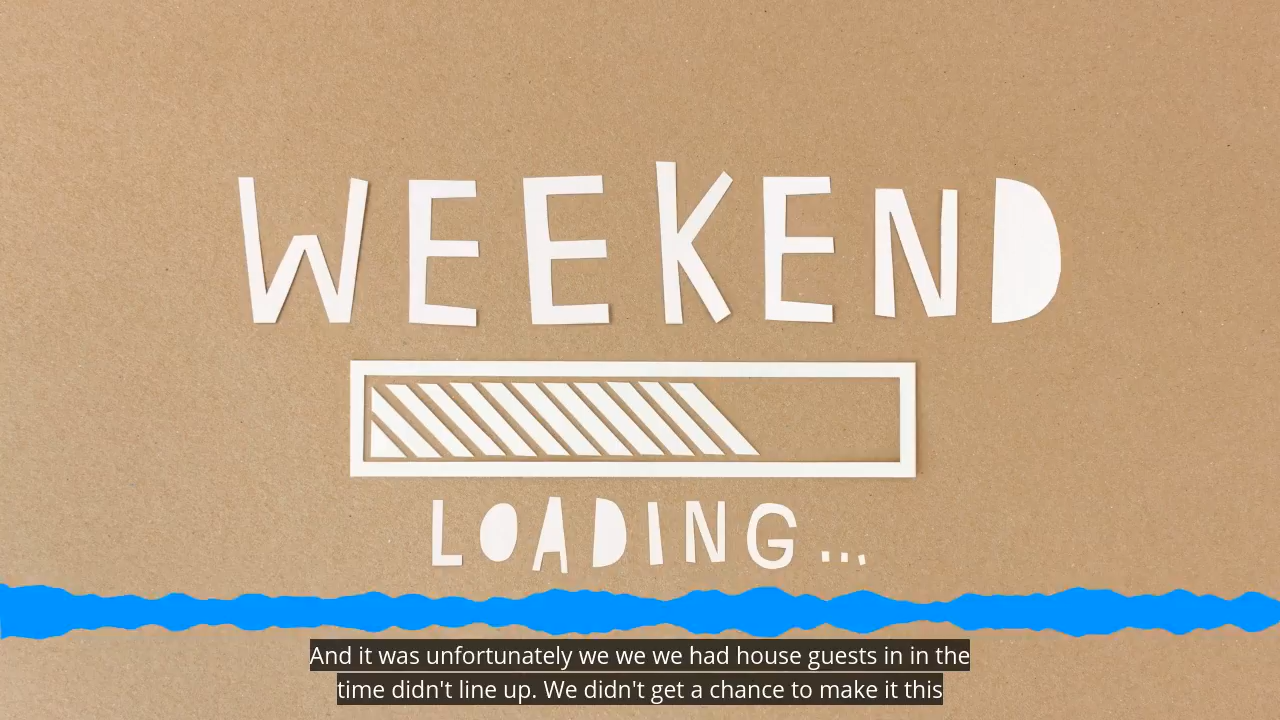 WEEKEND
LOADING...
And it was unfortunately we we we had house guests in in the
time didn't line up. We didn't get a chance to make it this